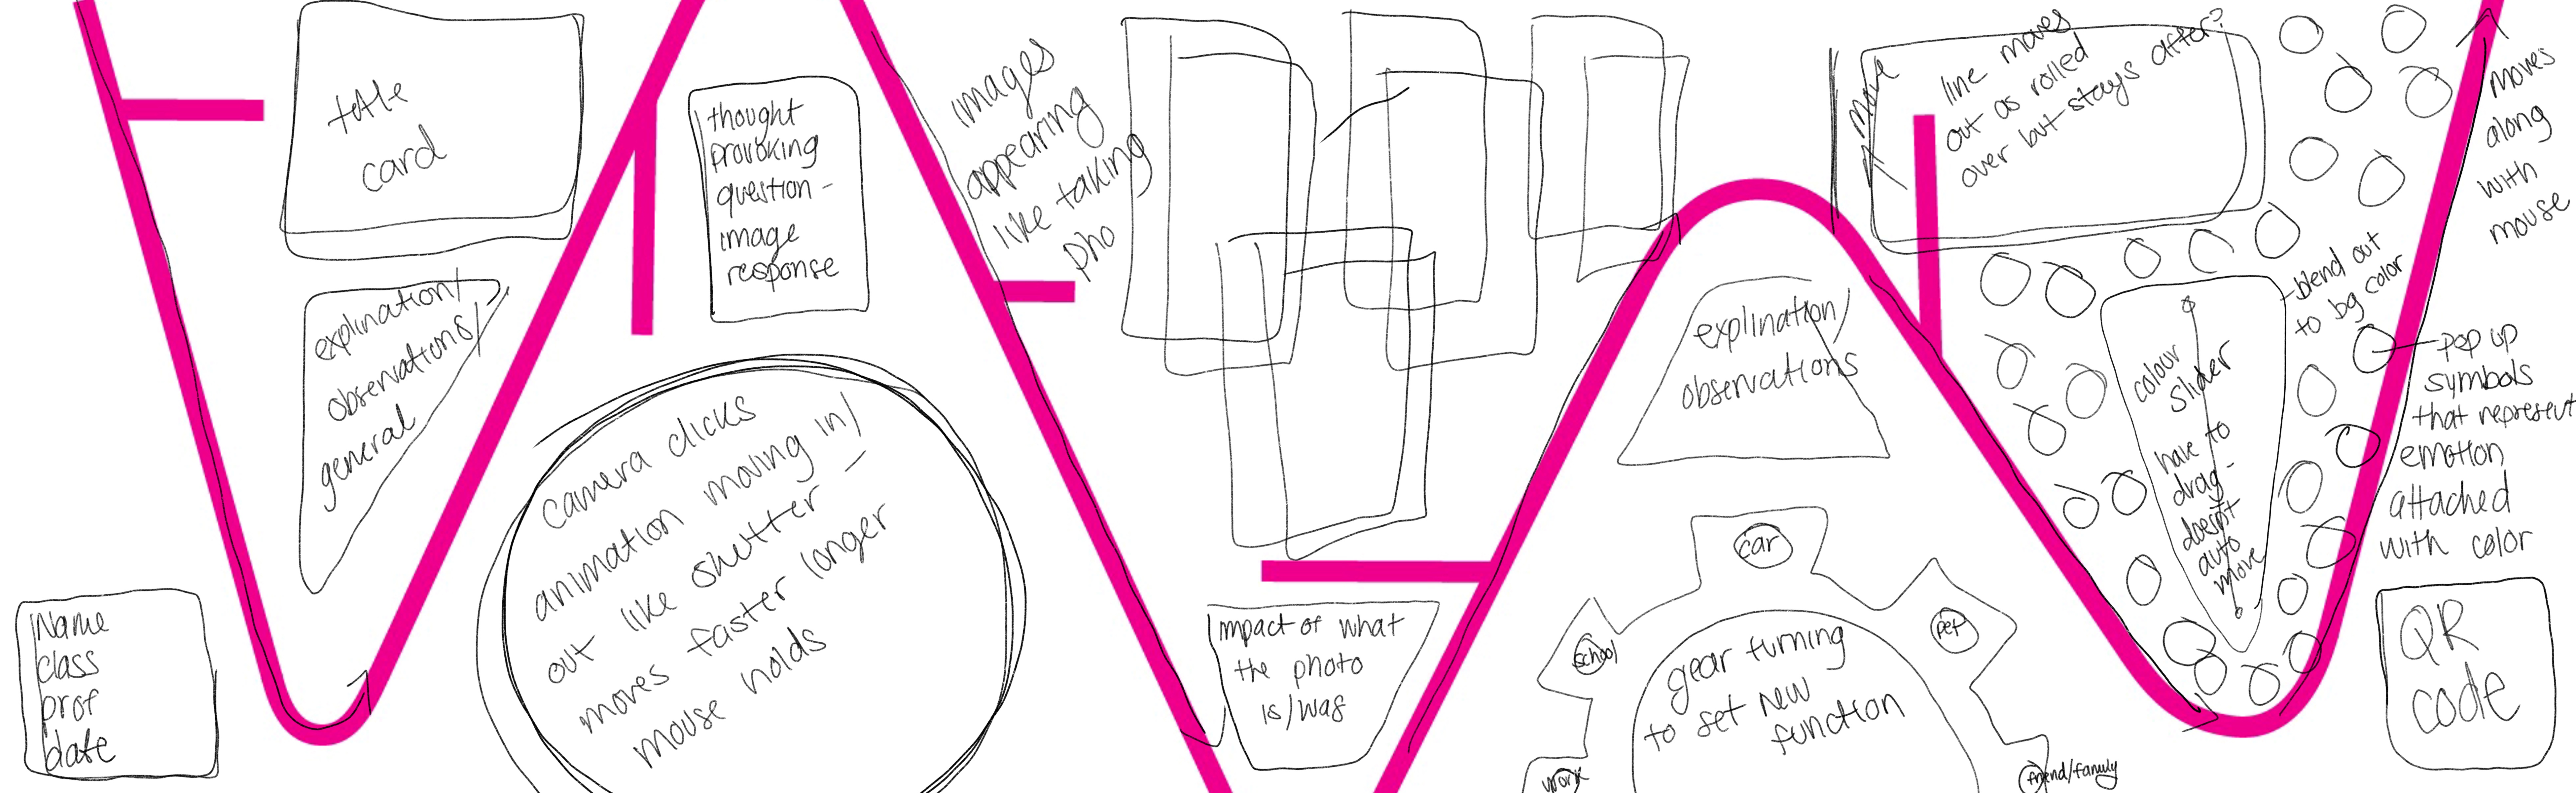 title
card
explination/
observations/
general
Name
class
prof
date
thought
provoking
question -
image
response
camera clicks
animation moving in/
out like shutter -
moves faster longer
mouse holds
images
appearing
like taking
pho
impact of what
the photo
is/was
explination/
observations
car
school
pet
work
friend/family
gear turning
to set new
function
move
line moves
out as rolled
over but stays after?
colour
slider
have to
drag -
doesn't
auto
move
-blend out
to bg color
pop up
symbols
that represent
emotion
attached
with color
moves
along
with
mouse
QR
code